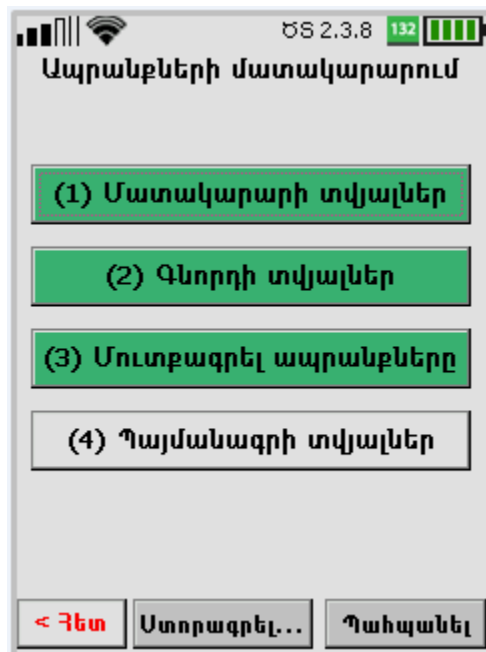 ԾՏ 2.3.8 132
Ապրանքների մատակարարում
(1) Մատակարարի տվյալներ
(2) Գնորդի տվյալներ
(3) Մուտքագրել ապրանքները
(4) Պայմանագրի տվյալներ
< Հետ Ստորագրել... Պահպանել